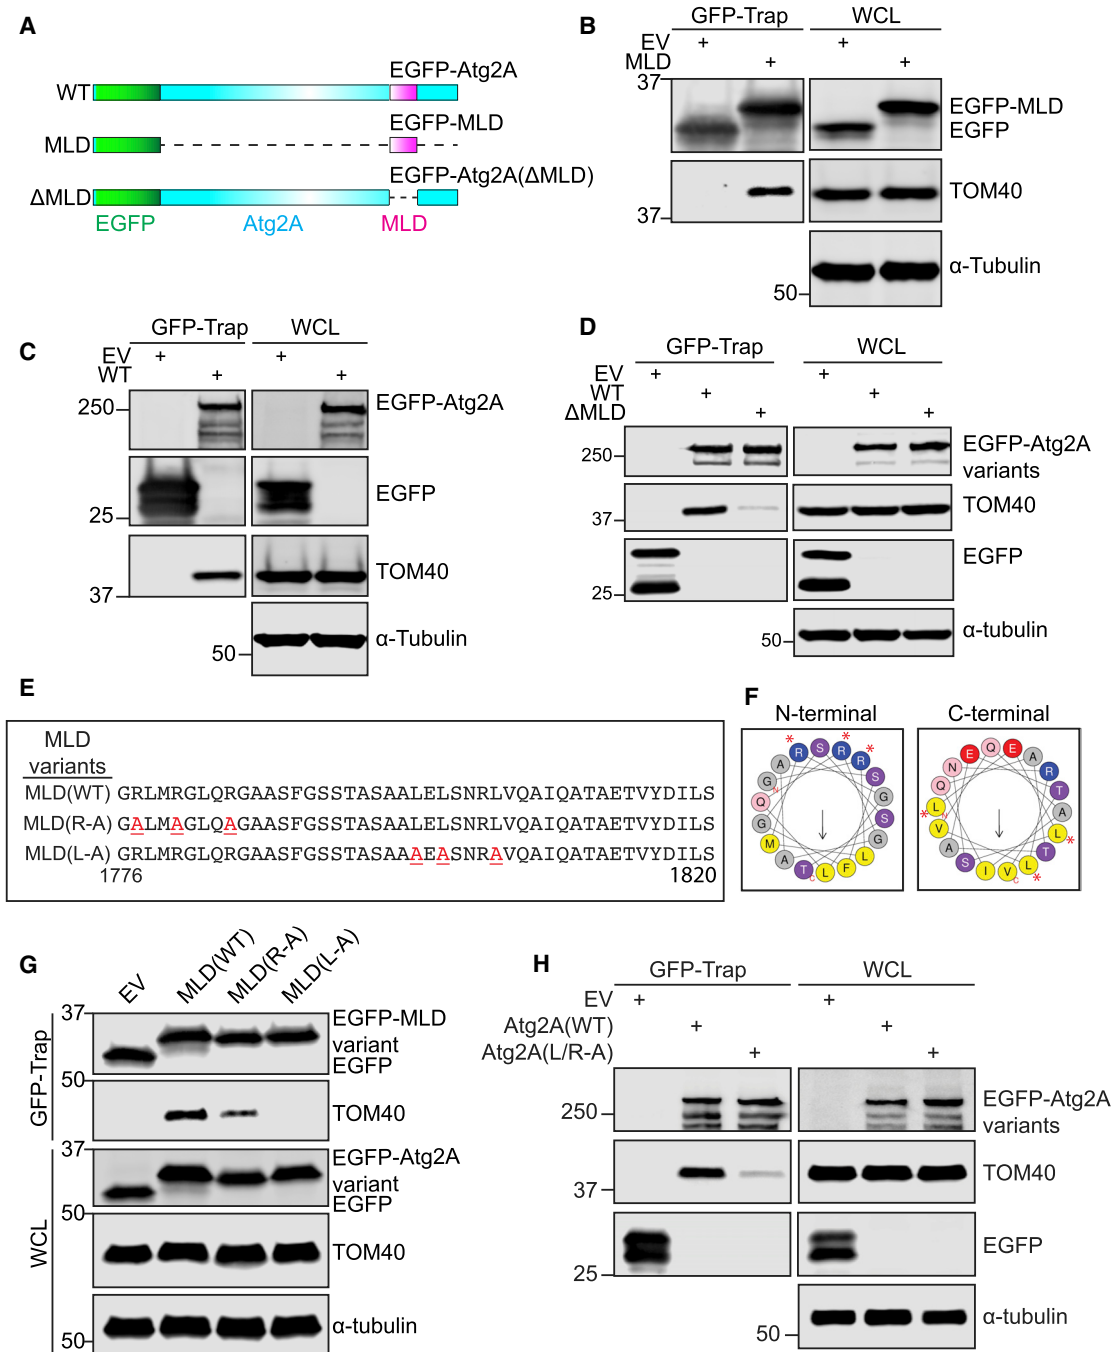 A
WT
EGFP-Atg2A
MLD
EGFP-MLD
ΔMLD
EGFP-Atg2A(ΔMLD)
EGFP
Atg2A
MLD
B
GFP-Trap
WCL
EV + +
MLD + +
37
EGFP-MLD
EGFP
TOM40
37
α-Tubulin
50
C
GFP-Trap
WCL
EV + +
WT + +
250
EGFP-Atg2A
EGFP
25
TOM40
37
α-Tubulin
50
D
GFP-Trap
WCL
EV + +
WT + +
ΔMLD + +
250
EGFP-Atg2A
variants
TOM40
37
EGFP
25
α-tubulin
50
E
MLD
variants
MLD(WT) GRLMRGLQRGAASFGSSTASAALELSNRLVQAIQATAETVYDILS
MLD(R-A) GALMAGLQAGAASFGSSTASAALELSNRLVQAIQATAETVYDILS
MLD(L-A) GRLMRGLQRGAASFGSSTASAAAEASNRAVQAIQATAETVYDILS
1776
1820
F
N-terminal
R S R R S G S G L F L T A M G Q G A
* * *
N
C
C-terminal
E Q E A R T A L T L V I S A V L Q N
* * *
N
C
G
EV
MLD(WT)
MLD(R-A)
MLD(L-A)
GFP-Trap
37
EGFP-MLD
variant
EGFP
50
TOM40
WCL
37
EGFP-Atg2A
variant
EGFP
50
TOM40
α-tubulin
50
H
GFP-Trap
WCL
EV + +
Atg2A(WT) + +
Atg2A(L/R-A) + +
250
EGFP-Atg2A
variants
TOM40
37
EGFP
25
α-tubulin
50